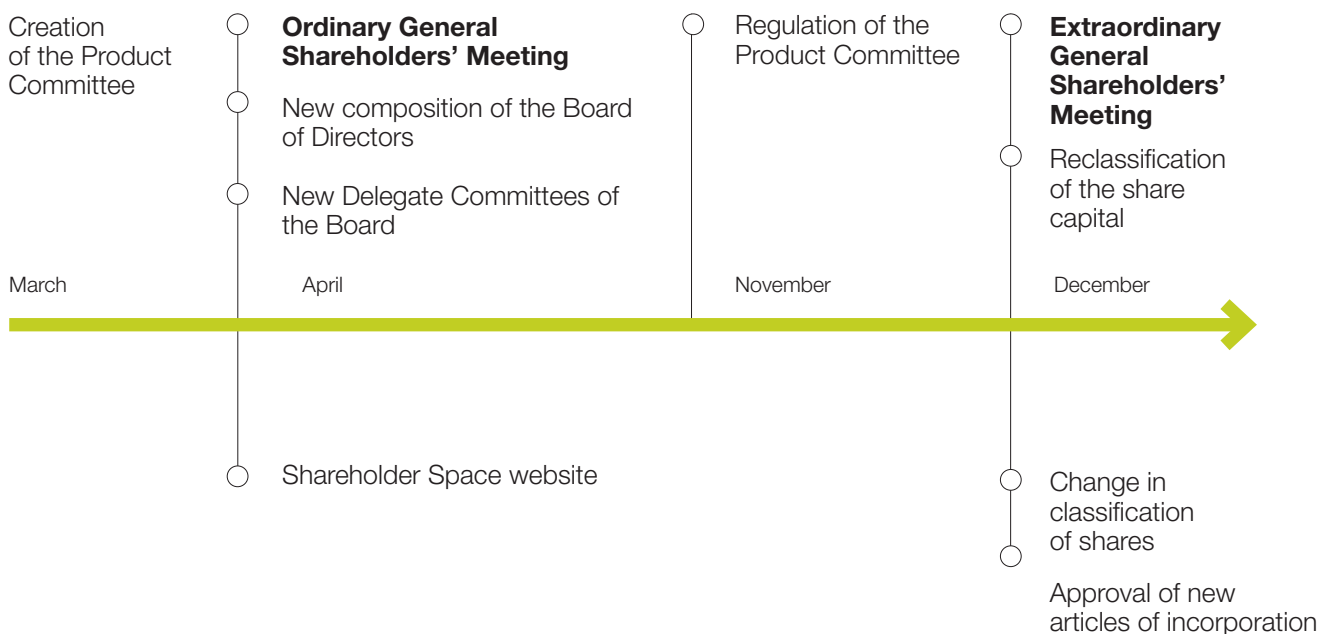 Creation
of the Product
Committee
Ordinary General
Shareholders’ Meeting
New composition of the Board
of Directors
New Delegate Committees of
the Board
Regulation of the
Product Committee
Extraordinary
General
Shareholders’
Meeting
Reclassification
of the share
capital
March
April
November
December
Shareholder Space website
Change in
classification
of shares
Approval of new
articles of incorporation